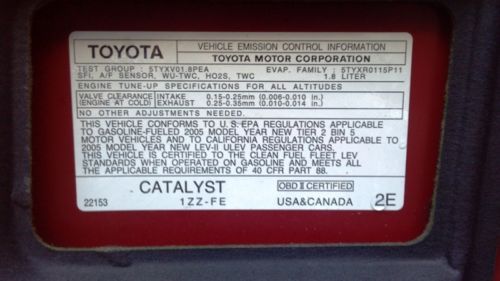 TOYOTA VEHICLE EMISSION CONTROL INFORMATION
TOYOTA MOTOR CORPORATION
TEST GROUP : 5TYXV01.8PEA EVAP. FAMILY : 5TYXR0115P11
SFI, A/F SENSOR, WU-TWC, HO2S, TWC 1.8 LITER
ENGINE TUNE-UP SPECIFICATIONS FOR ALL ALTITUDES
VALVE CLEARANCE INTAKE 0.15-0.25mm (0.006-0.010 in.)
(ENGINE AT COLD) EXHAUST 0.25-0.35mm (0.010-0.014 in.)
NO OTHER ADJUSTMENTS NEEDED.
THIS VEHICLE CONFORMS TO U.S. EPA REGULATIONS APPLICABLE
TO GASOLINE-FUELED 2005 MODEL YEAR NEW TIER 2 BIN 5
MOTOR VEHICLES AND TO CALIFORNIA REGULATIONS APPLICABLE TO
2005 MODEL YEAR NEW LEV-II ULEV PASSENGER CARS.
THIS VEHICLE IS CERTIFIED TO THE CLEAN FUEL FLEET LEV
STANDARDS WHEN OPERATED ON GASOLINE AND MEETS ALL
THE APPLICABLE REQUIREMENTS OF 40 CFR PART 88.
CATALYST OBD II CERTIFIED
22153 1ZZ-FE USA&CANADA 2E